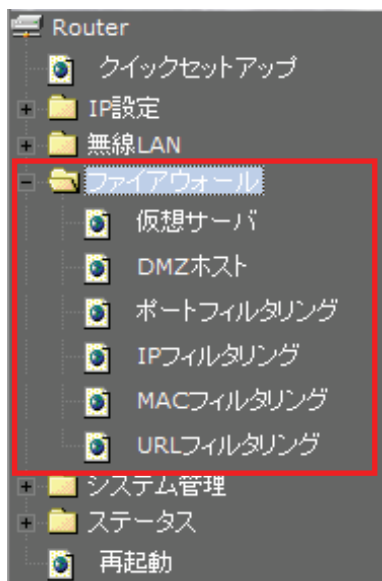 Router
クイックセットアップ
IP設定
無線LAN
ファイアウォール
仮想サーバ
DMZホスト
ポートフィルタリング
IPフィルタリング
MACフィルタリング
URLフィルタリング
システム管理
ステータス
再起動